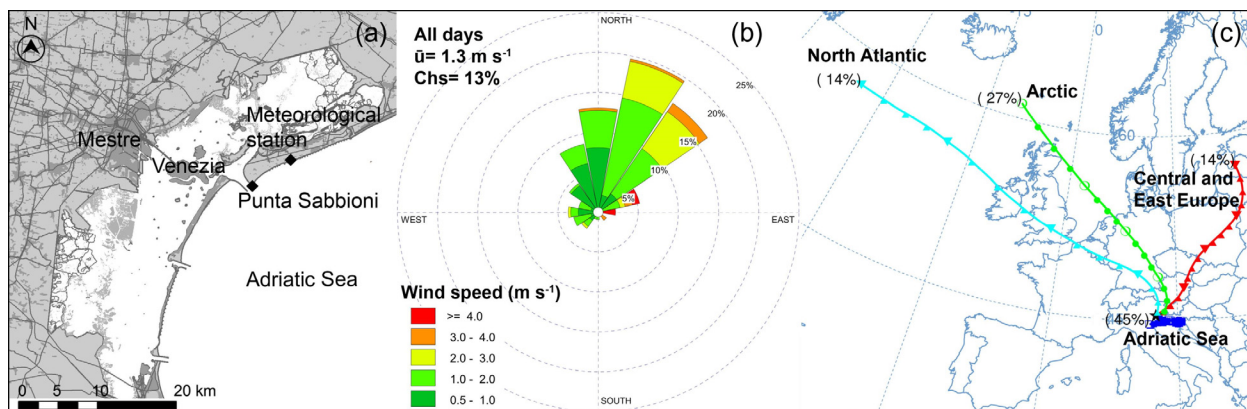 (a)
N
Mestre
Meteorological
station
Venezia
Punta Sabbioni
Adriatic Sea
0 5 10 20 km
(b)
All days
ū= 1.3 m s⁻¹
Chs= 13%
NORTH
25%
20%
15%
10%
5%
WEST
EAST
SOUTH
Wind speed (m s⁻¹)
>= 4.0
3.0 - 4.0
2.0 - 3.0
1.0 - 2.0
0.5 - 1.0
(c)
0
North Atlantic
( 14%)
( 27%)
Arctic
60
( 14%)
Central and
East Europe
( 45%)
Adriatic Sea